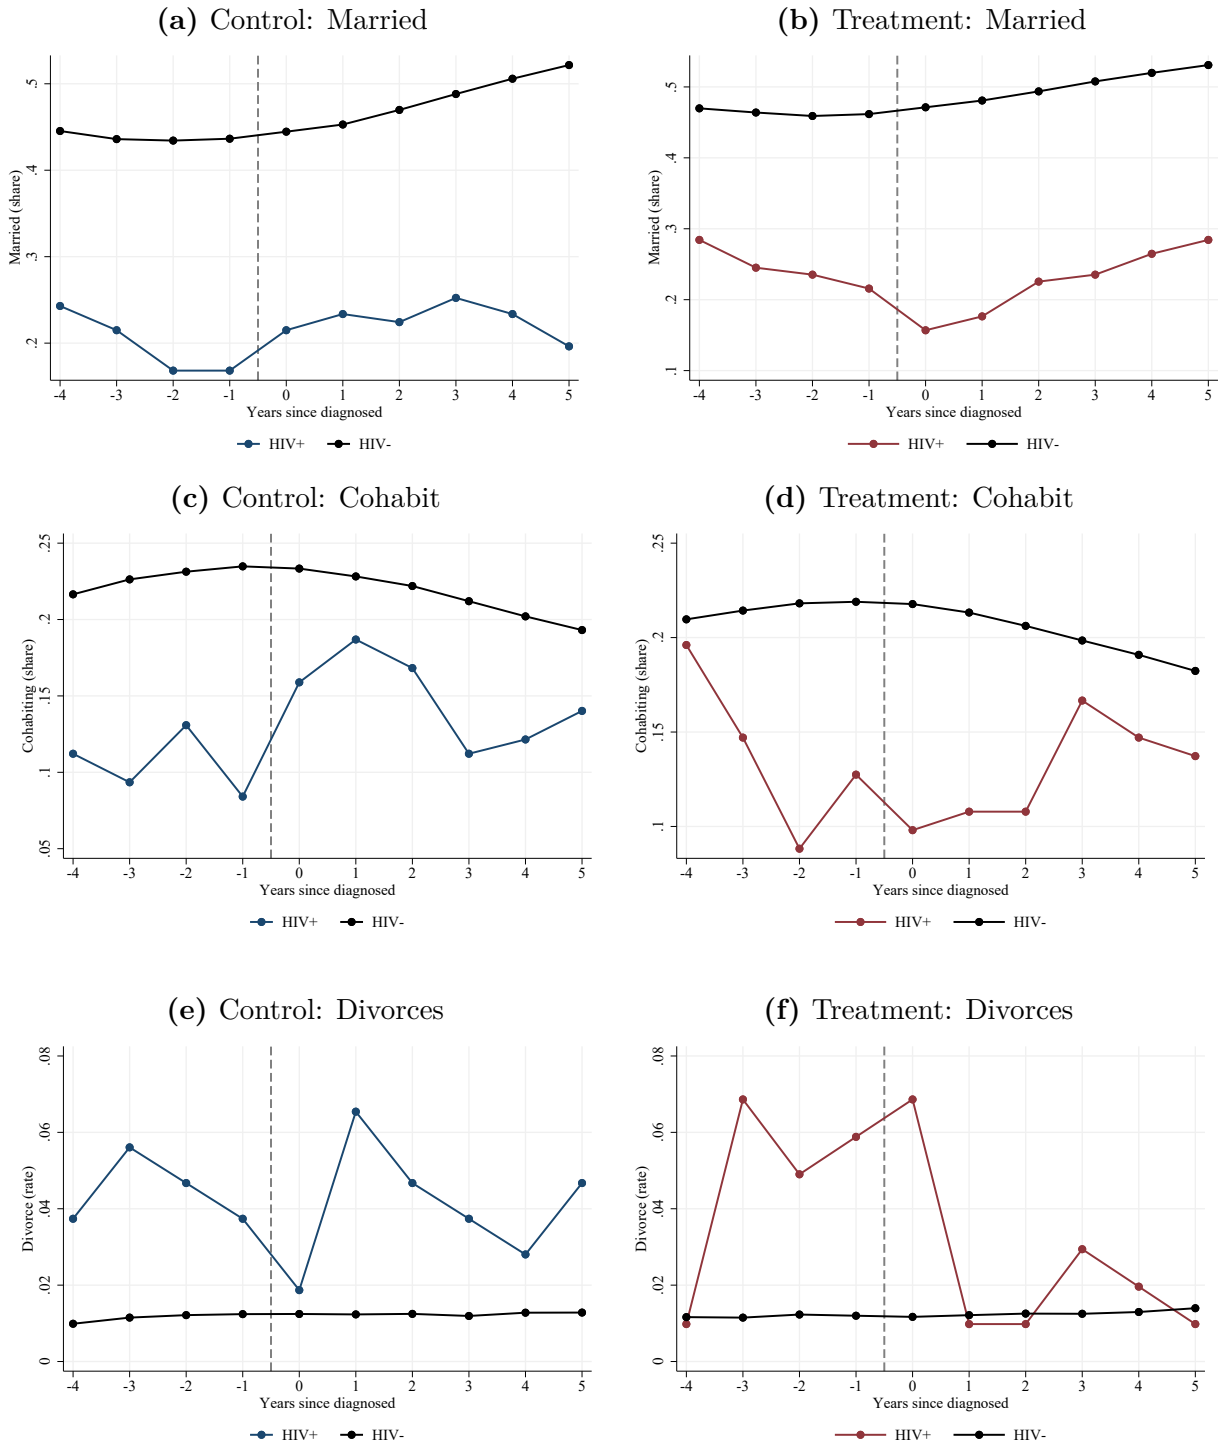 (a) Control: Married
Married (share)
.5
.4
.3
.2
-4 -3 -2 -1 0 1 2 3 4 5
Years since diagnosed
HIV+ HIV-
(b) Treatment: Married
Married (share)
.5
.4
.3
.2
.1
-4 -3 -2 -1 0 1 2 3 4 5
Years since diagnosed
HIV+ HIV-
(c) Control: Cohabit
Cohabiting (share)
.25
.2
.15
.1
.05
-4 -3 -2 -1 0 1 2 3 4 5
Years since diagnosed
HIV+ HIV-
(d) Treatment: Cohabit
Cohabiting (share)
.25
.2
.15
.1
-4 -3 -2 -1 0 1 2 3 4 5
Years since diagnosed
HIV+ HIV-
(e) Control: Divorces
Divorce (rate)
.08
.06
.04
.02
0
-4 -3 -2 -1 0 1 2 3 4 5
Years since diagnosed
HIV+ HIV-
(f) Treatment: Divorces
Divorce (rate)
.08
.06
.04
.02
0
-4 -3 -2 -1 0 1 2 3 4 5
Years since diagnosed
HIV+ HIV-